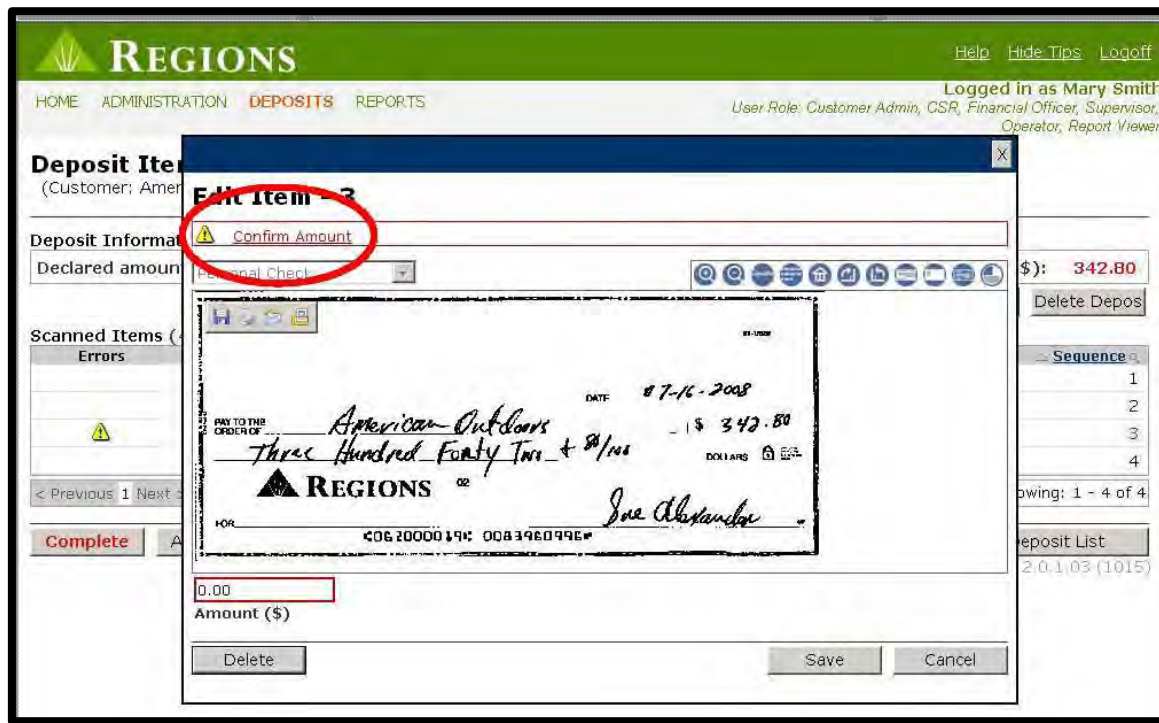 REGIONS
Help Hide Tips Logoff
HOME ADMINISTRATION DEPOSITS REPORTS
Logged in as Mary Smith
User Role: Customer Admin, CSR, Financial Officer, Supervisor,
Operator, Report Viewer
X
Deposit Ite
(Customer: Amer
Edit Item - 3
Confirm Amount
Deposit Informat
Declared amoun
$): 342.80
Personal Check
Delete Depos
Scanned Items (
Errors
Sequence
1
2
3
4
DATE 7-16-2008
PAY TO THE
ORDER OF American Outdoors $ 342.80
Three Hundred Forty Two + 80/100 DOLLARS
REGIONS 02
FOR Sue Alexander
062000019 0083960996
< Previous 1 Next
owing: 1 - 4 of 4
Complete A
eposit List
2.0.1.03 (1015)
0.00
Amount ($)
Delete Save Cancel